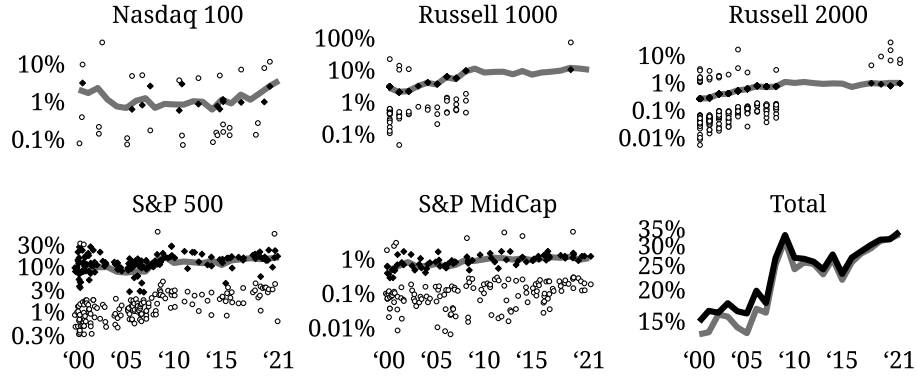 Nasdaq 100
10%
1%
0.1%
Russell 1000
100%
10%
1%
0.1%
Russell 2000
10%
1%
0.1%
0.01%
S&P 500
30%
10%
3%
1%
0.3%
‘00 ‘05 ‘10 ‘15 ‘21
S&P MidCap
1%
0.1%
0.01%
‘00 ‘05 ‘10 ‘15 ‘21
Total
35%
30%
25%
20%
15%
‘00 ‘05 ‘10 ‘15 ‘21